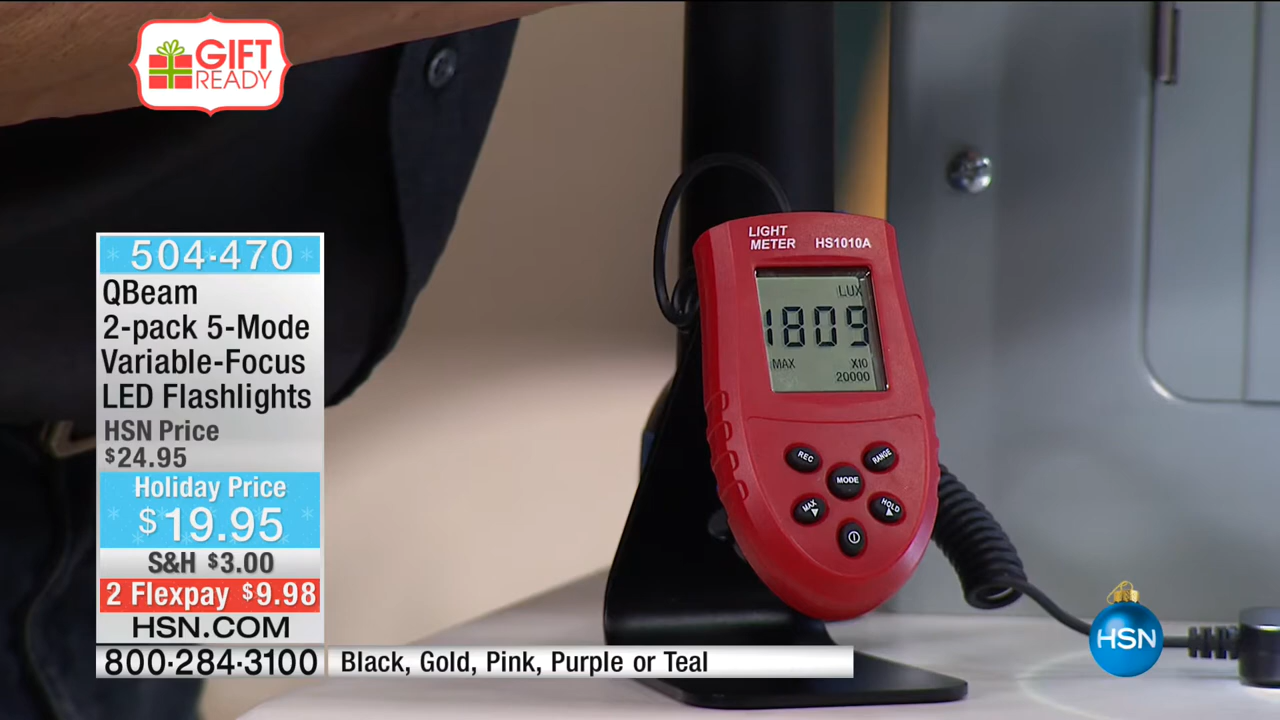 GIFT
READY
504·470
QBeam
2-pack 5-Mode
Variable-Focus
LED Flashlights
HSN Price
$24.95
Holiday Price
$19.95
S&H $3.00
2 Flexpay $9.98
HSN.COM
800·284·3100
Black, Gold, Pink, Purple or Teal
LIGHT
METER HS1010A
LUX
1809
MAX X10
20000
REC
RANGE
MODE
MAX
HOLD
HSN